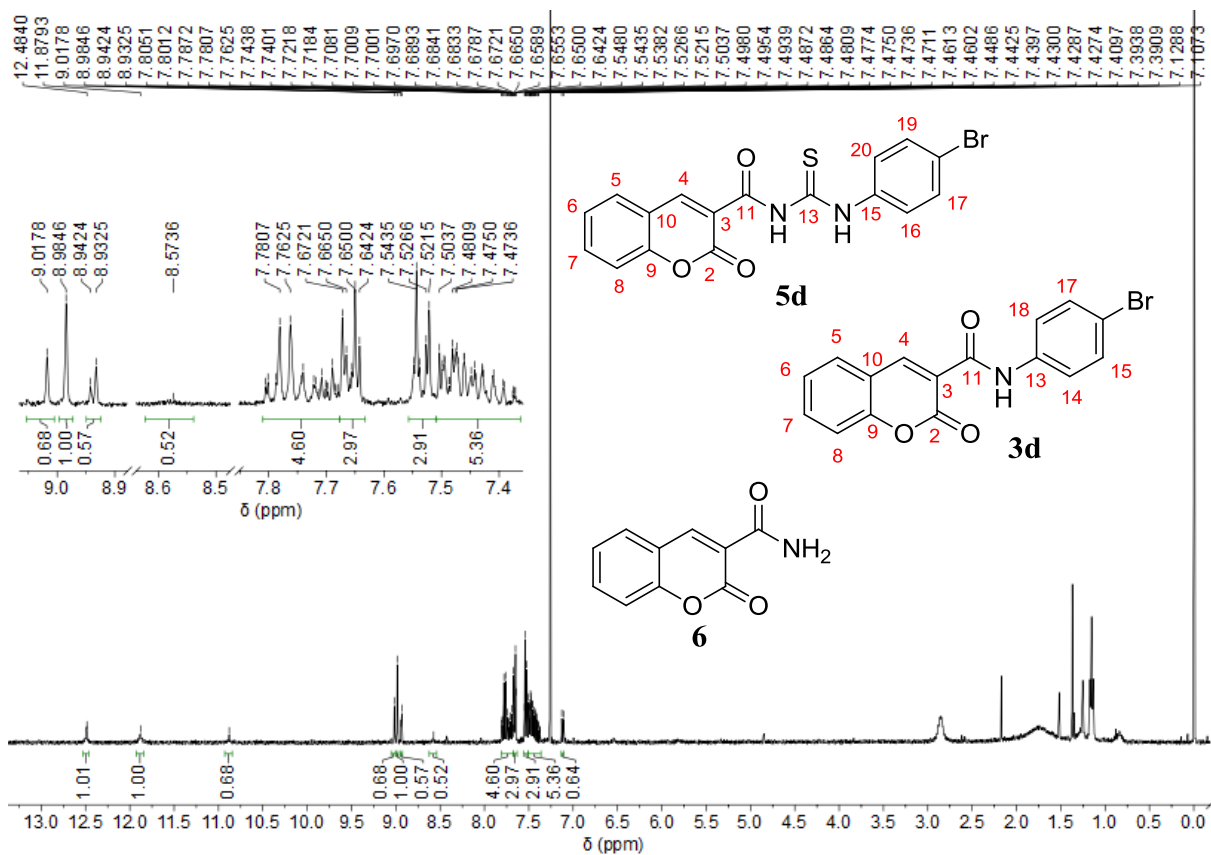 12.4840 11.8793 9.0178 8.9846 8.9424 8.9325 7.8051 7.8012 7.7872 7.7807 7.7625 7.7438 7.7401 7.7218 7.7184 7.7081 7.7009 7.7001 7.6970 7.6893 7.6841 7.6833 7.6787 7.6721 7.6650 7.6589 7.6553 7.6500 7.6424 7.5480 7.5435 7.5382 7.5266 7.5215 7.5037 7.4980 7.4954 7.4939 7.4872 7.4864 7.4809 7.4774 7.4750 7.4736 7.4711 7.4613 7.4602 7.4486 7.4425 7.4397 7.4300 7.4287 7.4274 7.4097 7.3938 7.3909 7.1288 7.1073
9.0178 8.9846 8.9424 8.9325 8.5736 7.7807 7.7625 7.6721 7.6650 7.6500 7.6424 7.5435 7.5266 7.5215 7.5037 7.4809 7.4750 7.4736
0.68 1.00 0.57 0.52 4.60 2.97 2.91 5.36
9.0 8.9 8.6 8.5 7.8 7.7 7.6 7.5 7.4
δ (ppm)
19
Br
O S 20
5 4 17
6 10 3 11 N 13 N 15 16
H H
7 9 O 2 O
8
5d
17
Br
18
O
5 4 15
6 10 3 11 N 13 14
H
7 9 O 2 O
8
3d
O
NH2
O O
6
1.01 1.00 0.68 0.68 1.00 0.57 0.52 4.60 2.97 2.91 5.36 0.64
13.0 12.5 12.0 11.5 11.0 10.5 10.0 9.5 9.0 8.5 8.0 7.5 7.0 6.5 6.0 5.5 5.0 4.5 4.0 3.5 3.0 2.5 2.0 1.5 1.0 0.5 0.0
δ (ppm)